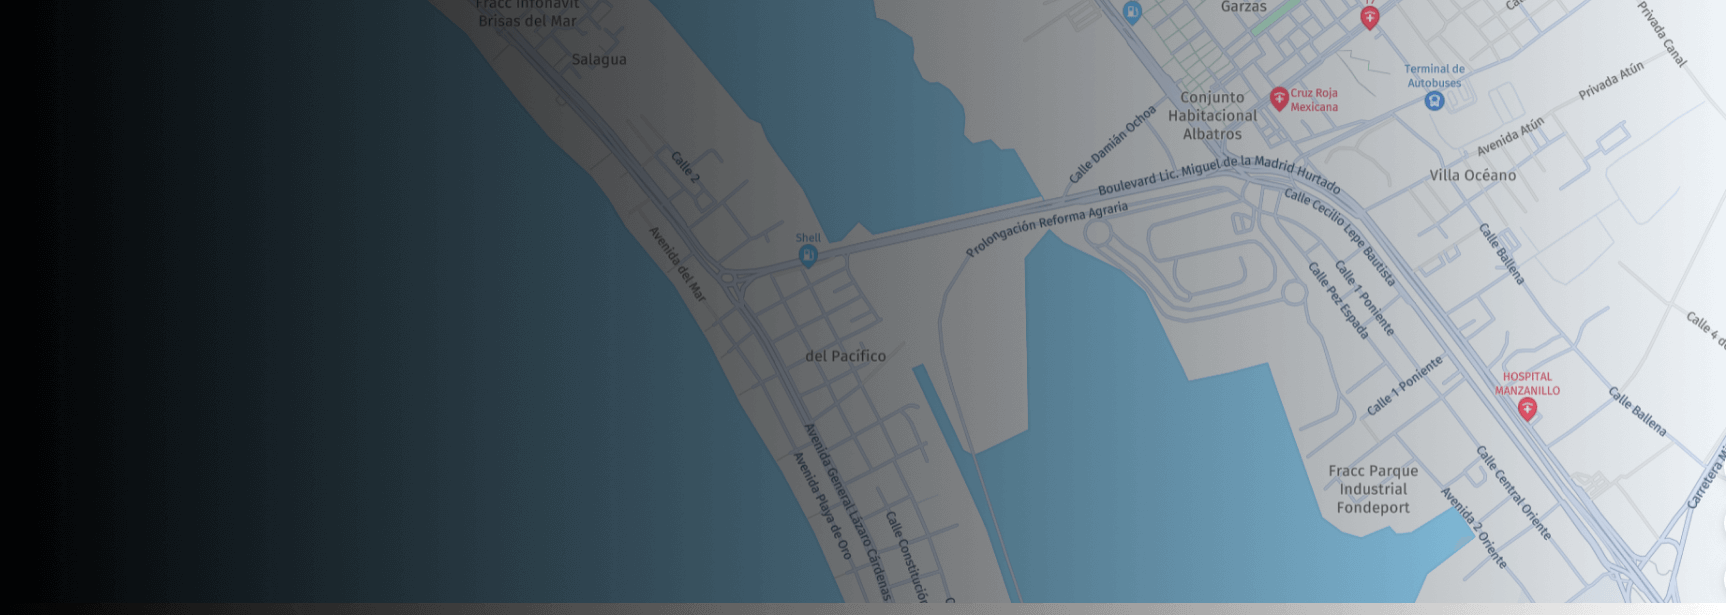 Fracc Infonavit
Brisas del Mar
Salagua
Garzas
Privada Canal
Terminal de
Autobuses
Privada Atún
Cruz Roja
Mexicana
Conjunto
Habitacional
Albatros
Avenida Atún
Calle Damián Ochoa
Villa Océano
Calle 2
Boulevard Lic. Miguel de la Madrid Hurtado
Prolongación Reforma Agraria
Calle Cecilio Lepe Bautista
Shell
Avenida del Mar
Calle Ballena
Calle 1 Poniente
Calle Pez Espada
del Pacífico
Calle 4 de
HOSPITAL
MANZANILLO
Calle 1 Poniente
Calle Ballena
Avenida General Lázaro Cárdenas
Avenida Playa de Oro
Fracc Parque
Industrial
Fondeport
Calle Central Oriente
Avenida 2 Oriente
Calle Constitución